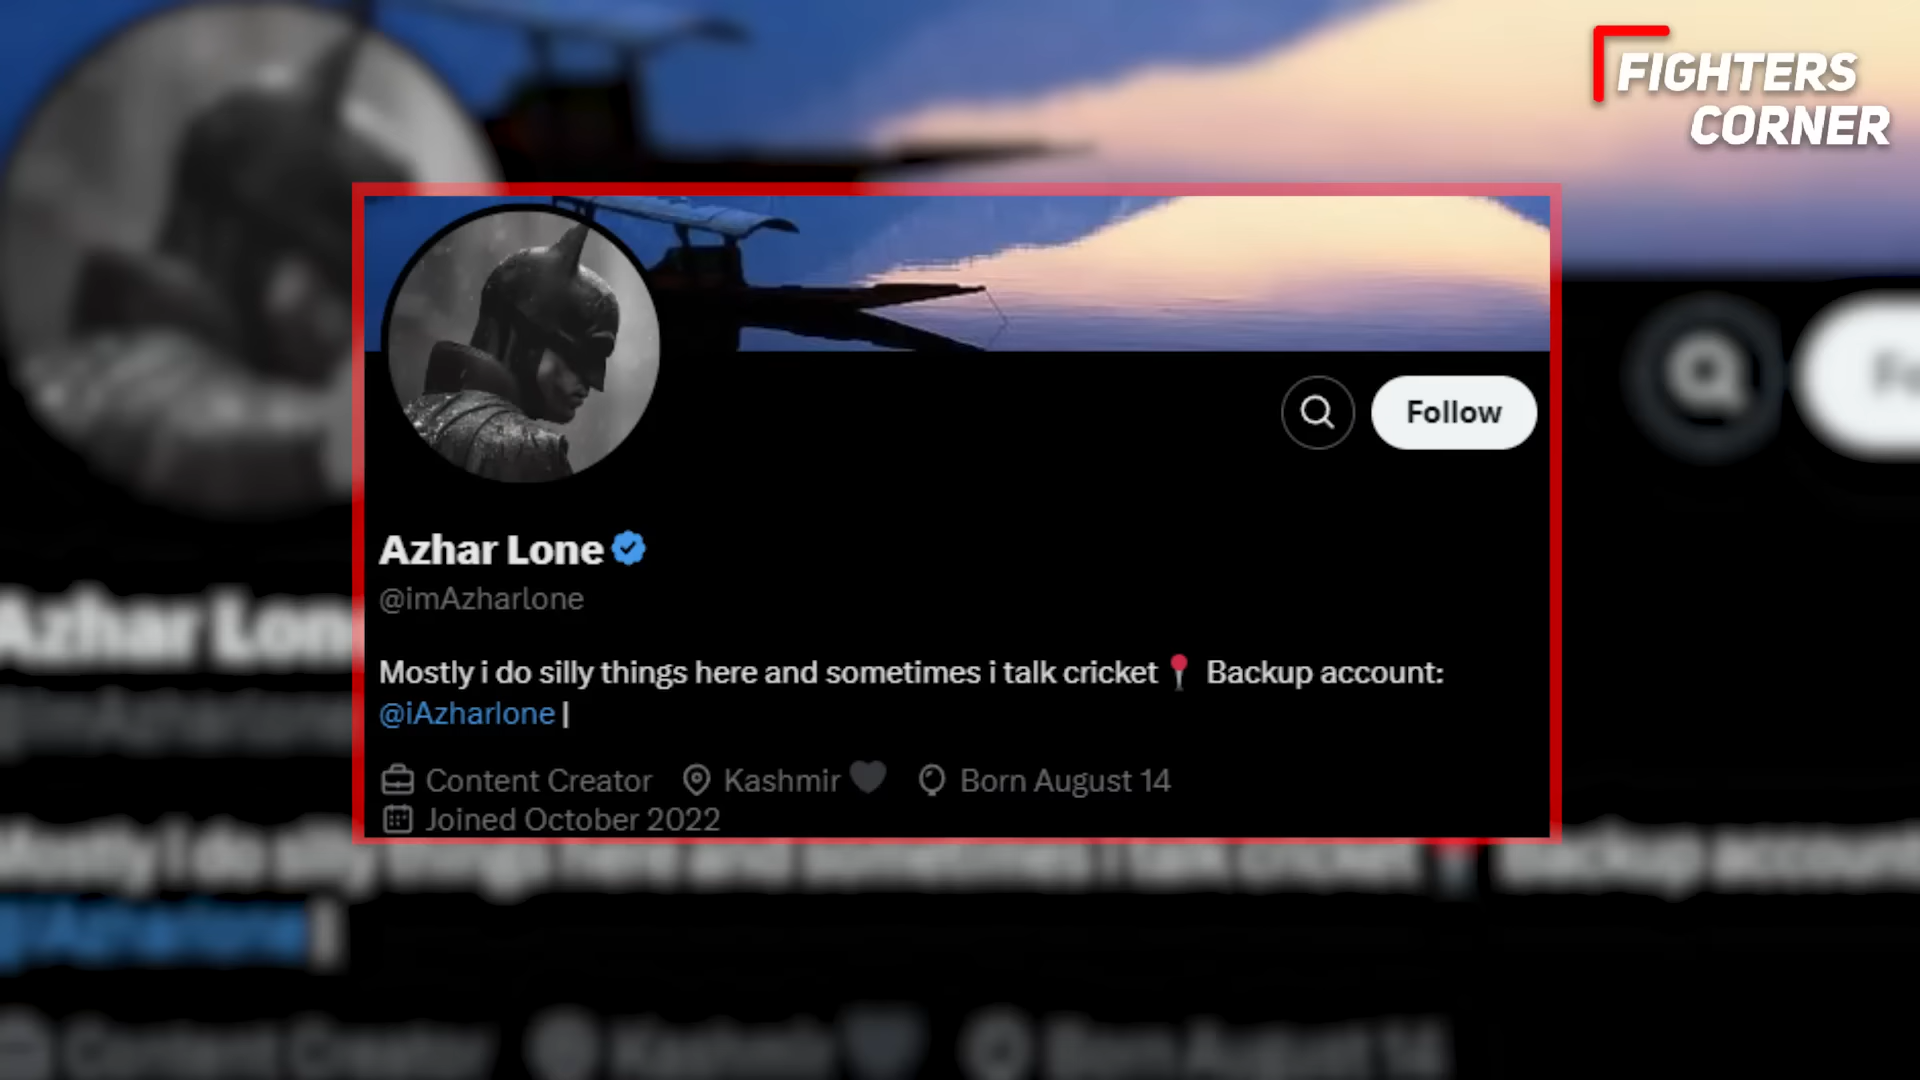 FIGHTERS
CORNER
Follow
Azhar Lone
@imAzharlone
Mostly i do silly things here and sometimes i talk cricket📍 Backup account:
@iAzharlone |
Content Creator Kashmir🖤 Born August 14
Joined October 2022